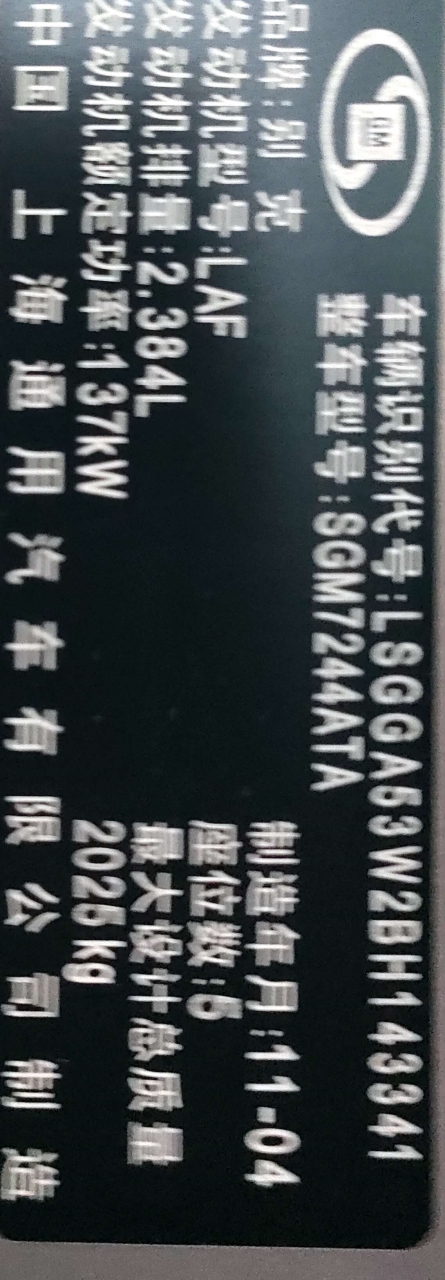 GM
车辆识别代号:LSGGA53W2BH143341
整车型号:SGM7244ATA
品牌:别克 制造年月:11-04
发动机型号:LAF 座位数:5
发动机排量:2.384L 最大设计总质量
发动机额定功率:137kW 2025kg
中国 上海通用汽车有限公司制造